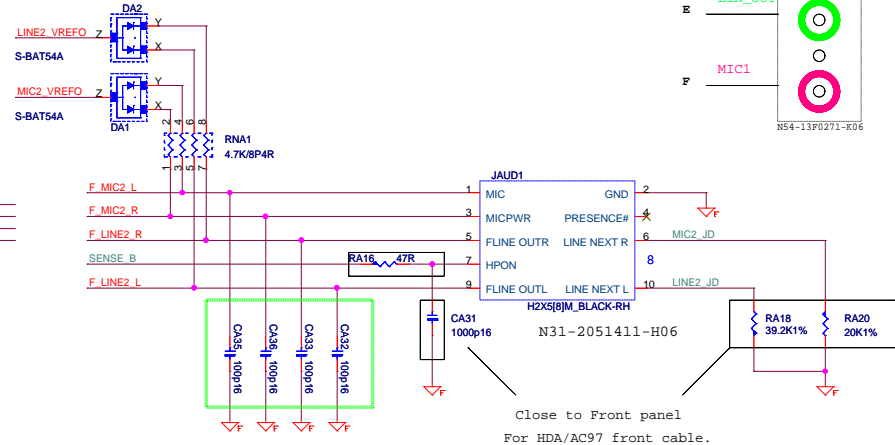 DA2
LINE2_VREFO Z Y X
S-BAT54A
MIC2_VREFO Z Y X
S-BAT54A
DA1
2 4 6 8
RNA1
4.7K/8P4R
1 3 5 7
E
F MIC1
N54-13F0271-K06
JAUD1
F_MIC2_L 1 MIC GND 2
F
F_MIC2_R 3 MICPWR PRESENCE# 4
F_LINE2_R 5 FLINE OUTR LINE NEXT R 6 MIC2_JD
SENSE_B RA16 47R 7 HPON 8
F_LINE2_L 9 FLINE OUTL LINE NEXT L 10 LINE2_JD
H2X5[8]M_BLACK-RH
N31-2051411-H06
CA35 100p16
CA36 100p16
CA33 100p16
CA32 100p16
CA31
1000p16
RA18
39.2K1%
RA20
20K1%
F F F F F F
Close to Front panel
For HDA/AC97 front cable.